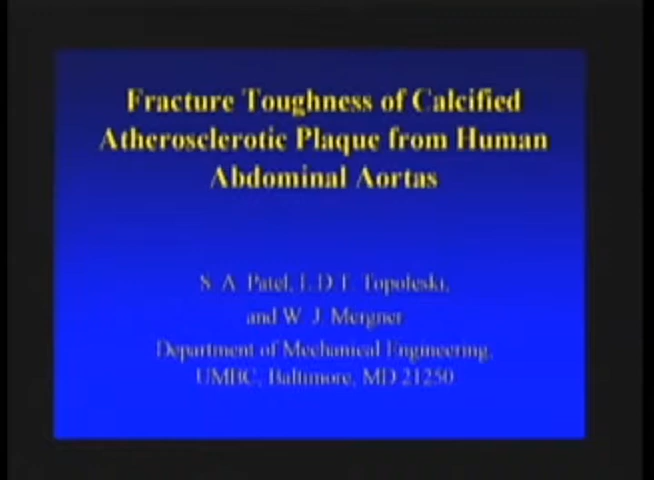 Fracture Toughness of Calcified
Atherosclerotic Plaque from Human
Abdominal Aortas
S. A. Patel, L.D.T. Topoleski,
and W. J. Mergner
Department of Mechanical Engineering,
UMBC, Baltimore, MD 21250